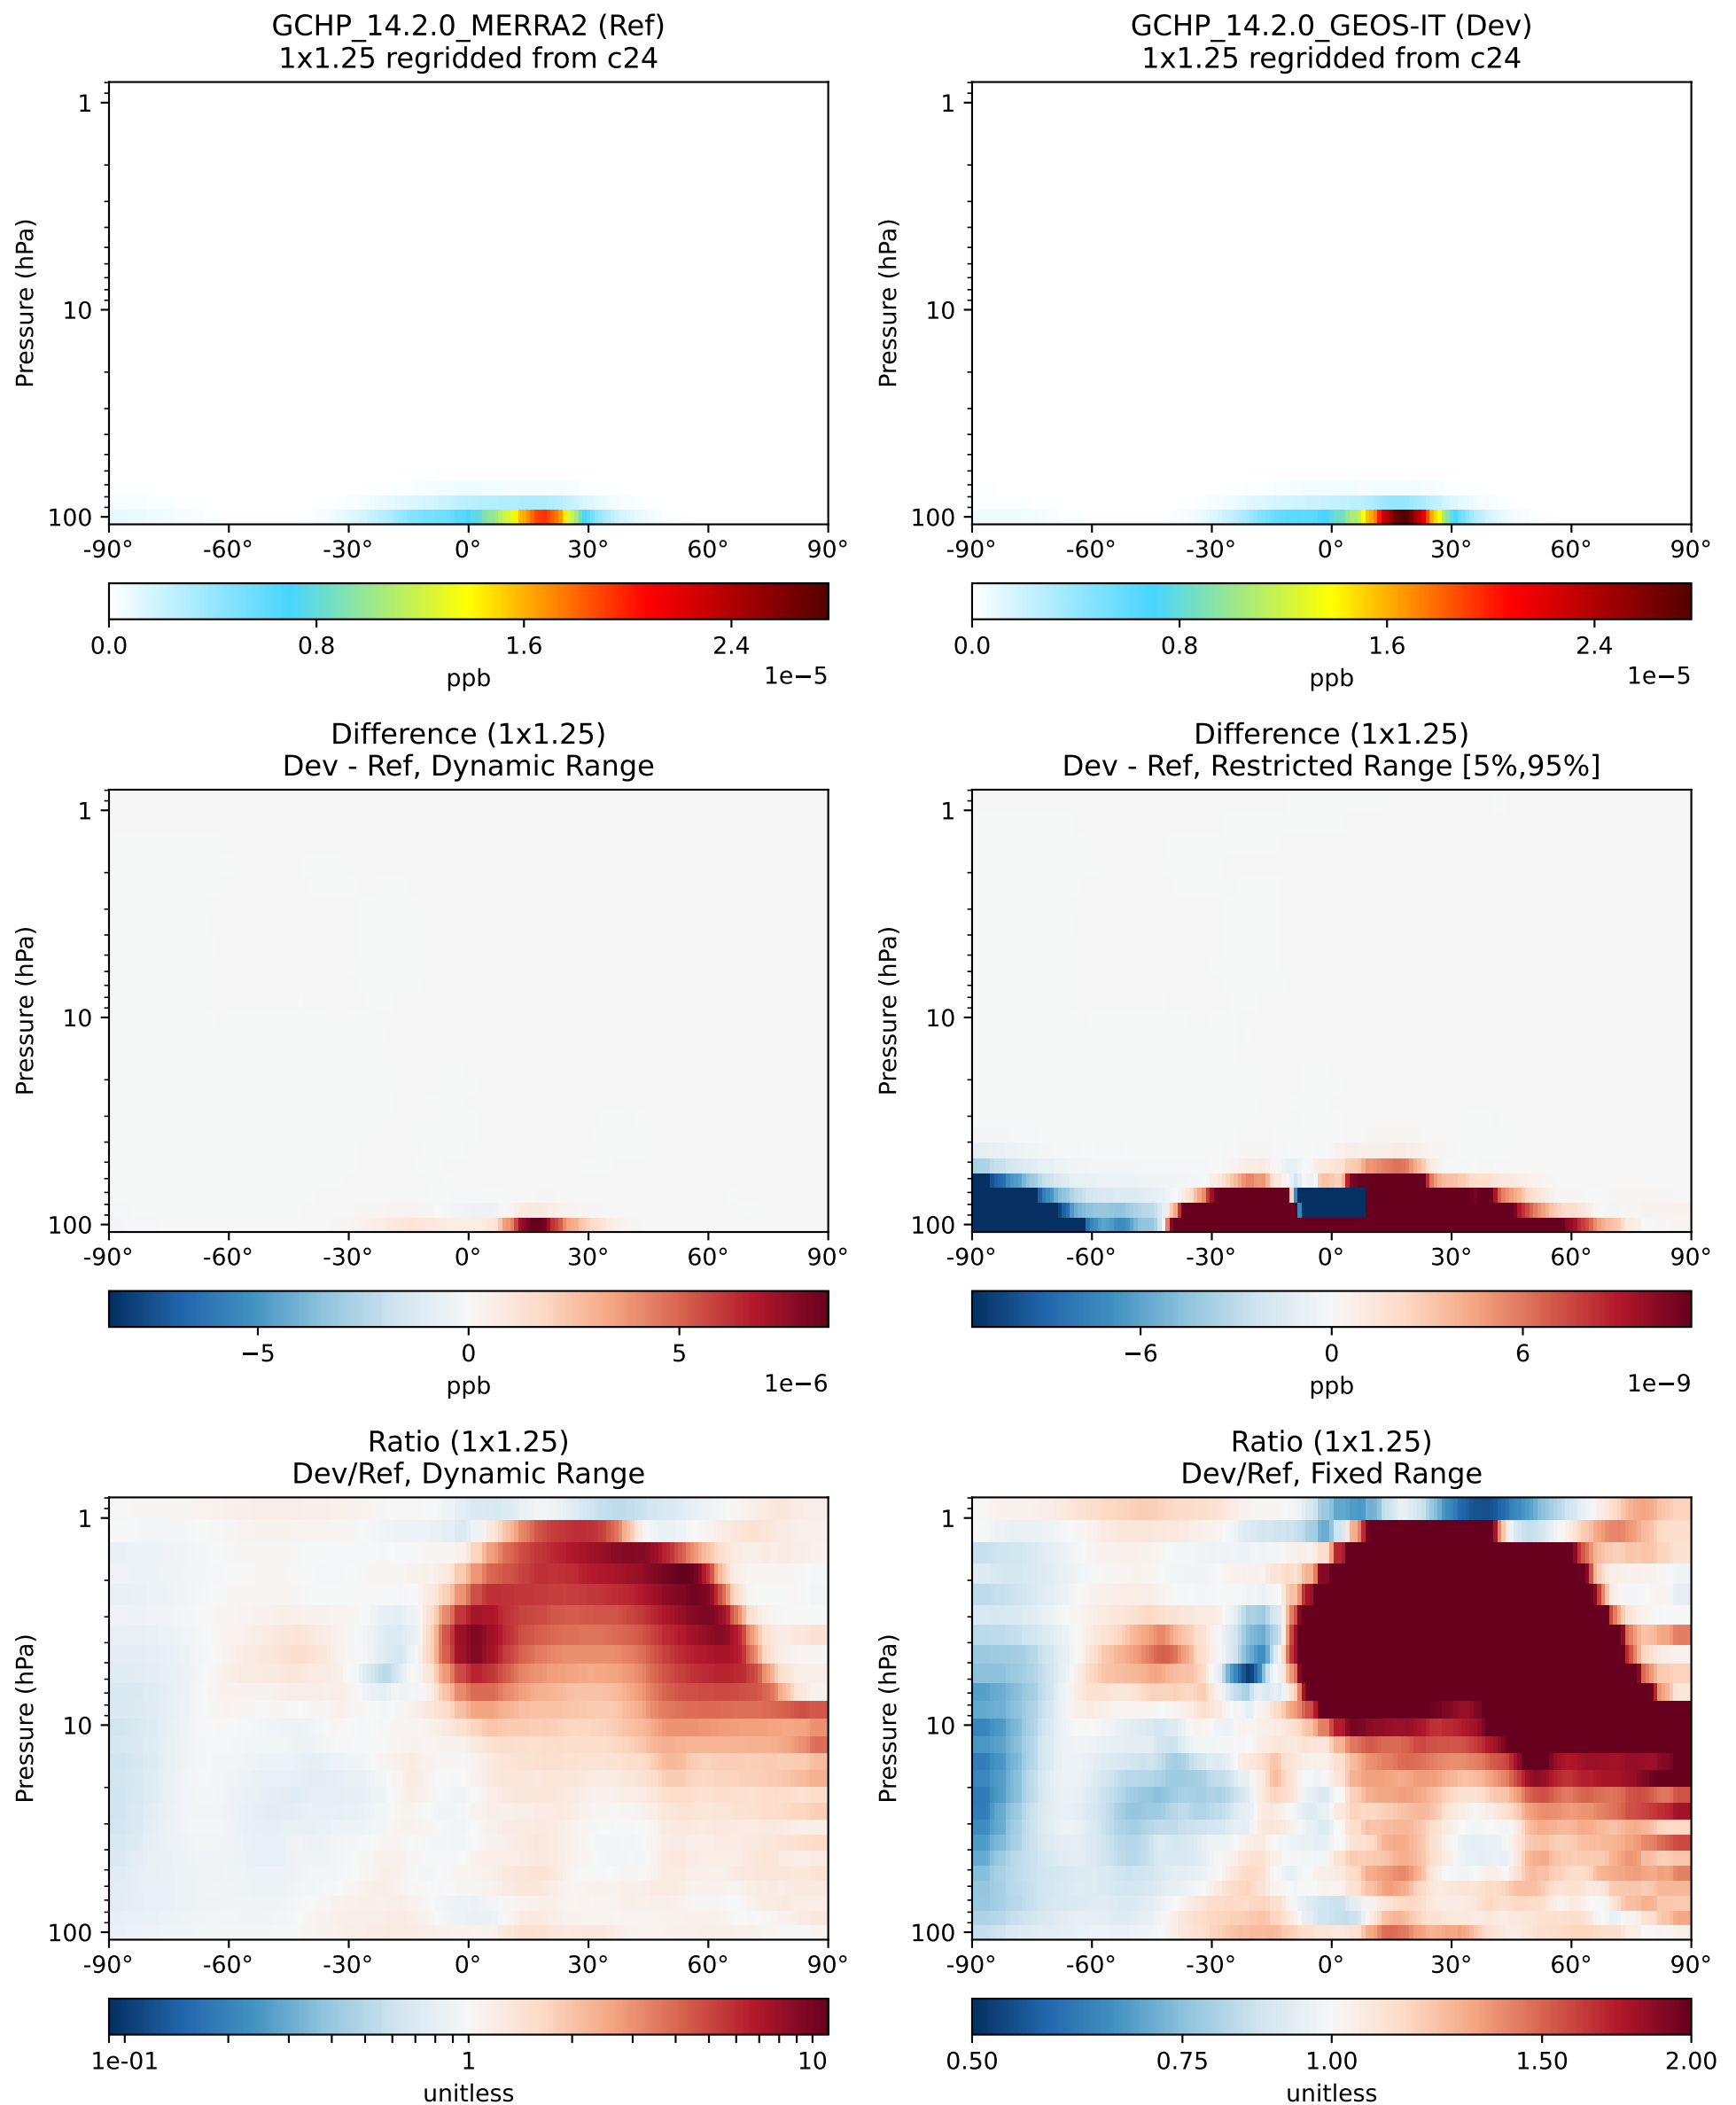 GCHP_14.2.0_MERRA2 (Ref)
1x1.25 regridded from c24
Pressure (hPa)
1
10
100
-90° -60° -30° 0° 30° 60° 90°
0.0 0.8 1.6 2.4
1e−5
ppb
GCHP_14.2.0_GEOS-IT (Dev)
1x1.25 regridded from c24
Pressure (hPa)
1
10
100
-90° -60° -30° 0° 30° 60° 90°
0.0 0.8 1.6 2.4
1e−5
ppb
Difference (1x1.25)
Dev - Ref, Dynamic Range
Pressure (hPa)
1
10
100
-90° -60° -30° 0° 30° 60° 90°
−5 0 5
1e−6
ppb
Difference (1x1.25)
Dev - Ref, Restricted Range [5%,95%]
Pressure (hPa)
1
10
100
-90° -60° -30° 0° 30° 60° 90°
−6 0 6
1e−9
ppb
Ratio (1x1.25)
Dev/Ref, Dynamic Range
Pressure (hPa)
1
10
100
-90° -60° -30° 0° 30° 60° 90°
1e-01 1 10
unitless
Ratio (1x1.25)
Dev/Ref, Fixed Range
Pressure (hPa)
1
10
100
-90° -60° -30° 0° 30° 60° 90°
0.50 0.75 1.00 1.50 2.00
unitless